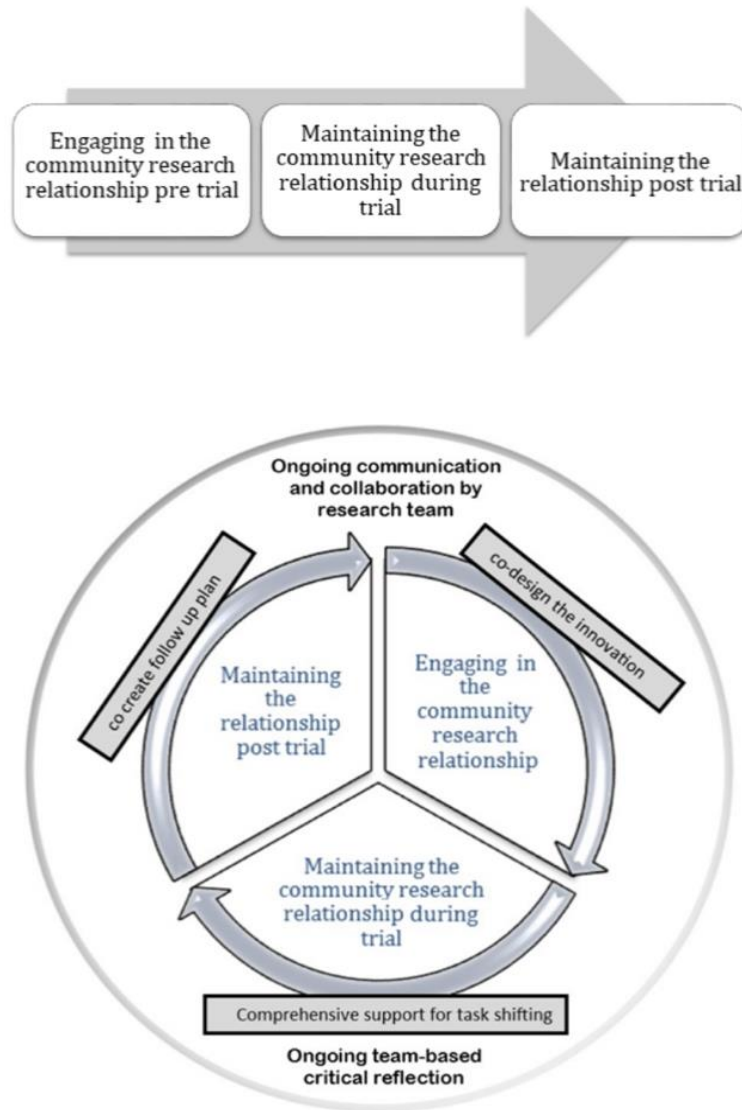 Engaging in the
community research
relationship pre trial
Maintaining the
community research
relationship during
trial
Maintaining the
relationship post trial
Ongoing communication
and collaboration by
research team
co create follow up plan
co-design the innovation
Maintaining
the
relationship
post trial
Engaging in
the
community
research
relationship
Maintaining the
community research
relationship during
trial
Comprehensive support for task shifting
Ongoing team-based
critical reflection